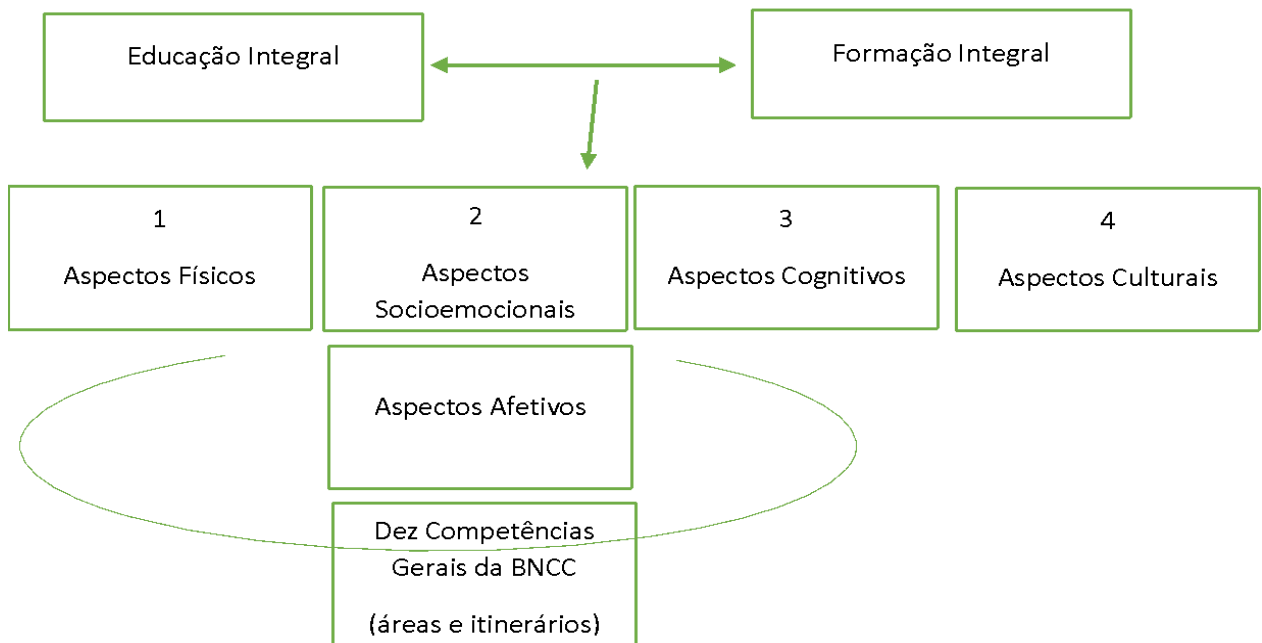 Educação Integral
Formação Integral
1
Aspectos Físicos
2
Aspectos
Socioemocionais
3
Aspectos Cognitivos
4
Aspectos Culturais
Aspectos Afetivos
Dez Competências
Gerais da BNCC
(áreas e itinerários)